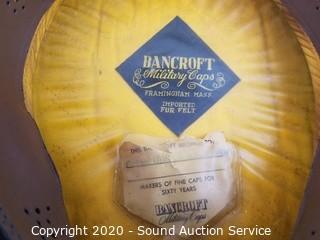 BANCROFT
Military Caps
FRAMINGHAM MASS.
IMPORTED
FUR FELT
MAKERS OF FINE CAPS FOR
SIXTY YEARS
BANCROFT
Military Caps
Copyright 2020 - Sound Auction Service